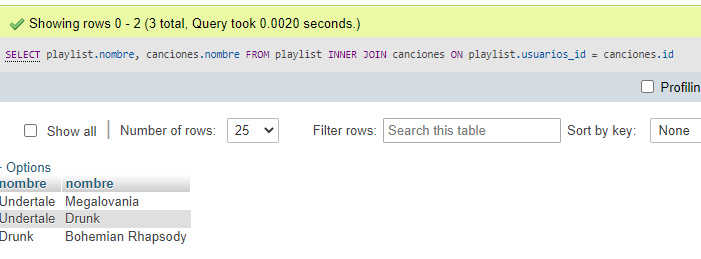 Showing rows 0 - 2 (3 total, Query took 0.0020 seconds.)
SELECT playlist.nombre, canciones.nombre FROM playlist INNER JOIN canciones ON playlist.usuarios_id = canciones.id
Profilin
Show all Number of rows: 25 Filter rows: Search this table Sort by key: None
Options
nombre nombre
Undertale Megalovania
Undertale Drunk
Drunk Bohemian Rhapsody